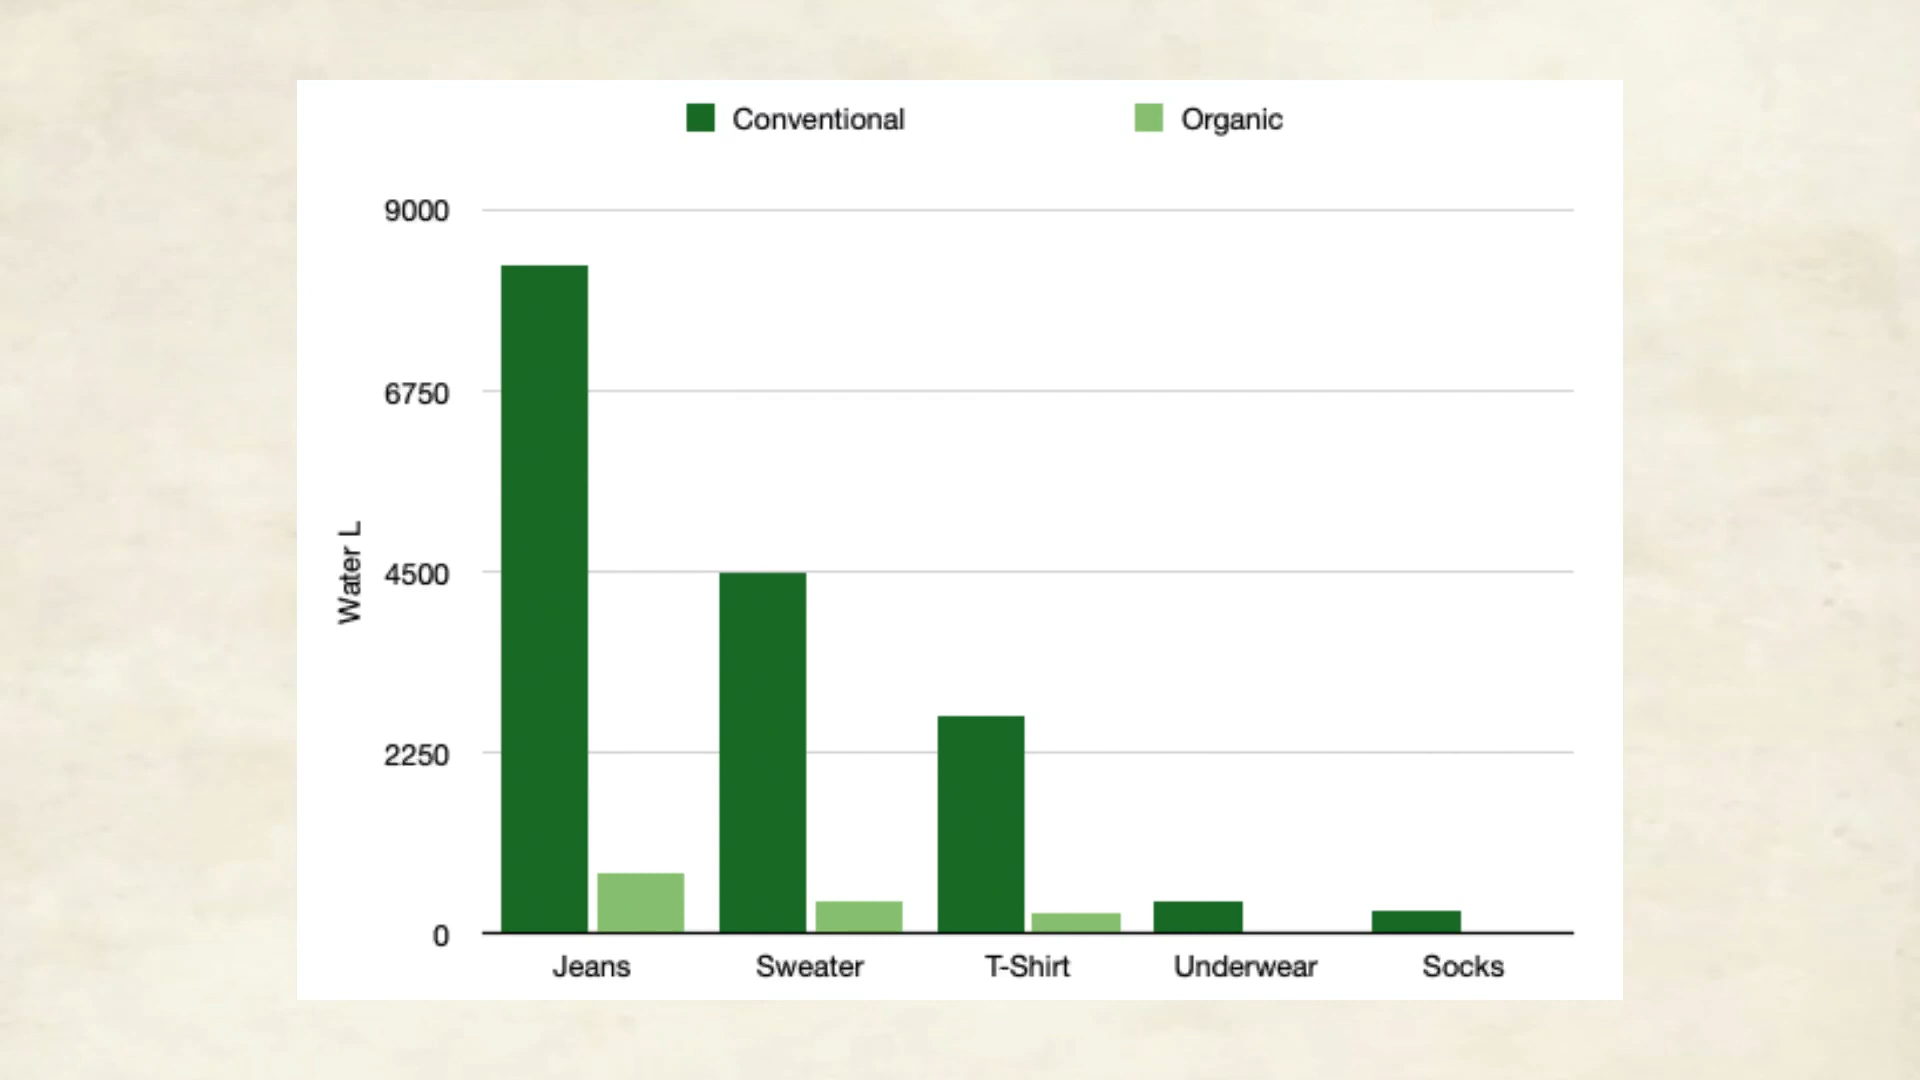 Conventional Organic
9000
6750
4500
2250
0
Water L
Jeans Sweater T-Shirt Underwear Socks